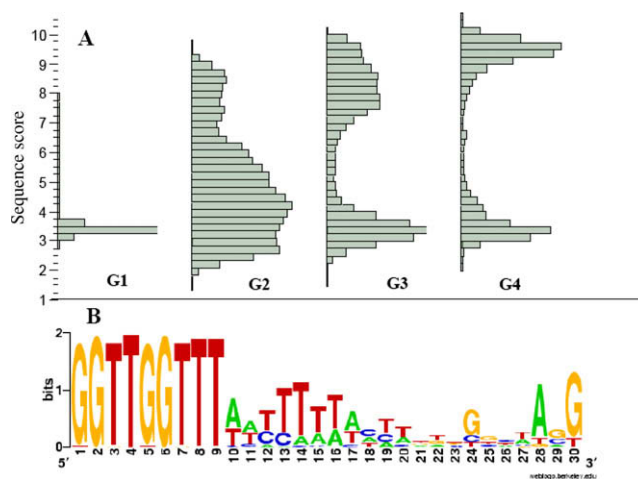 A
Sequence score
10
9
8
7
6
5
4
3
2
1
G1 G2 G3 G4
B
bits
2
1
0
GGTTGGTTT
1 2 3 4 5 6 7 8 9 10 11 12 13 14 15 16 17 18 19 20 21 22 23 24 25 26 27 28 29 30
5′ 3′
weblogo.berkeley.edu